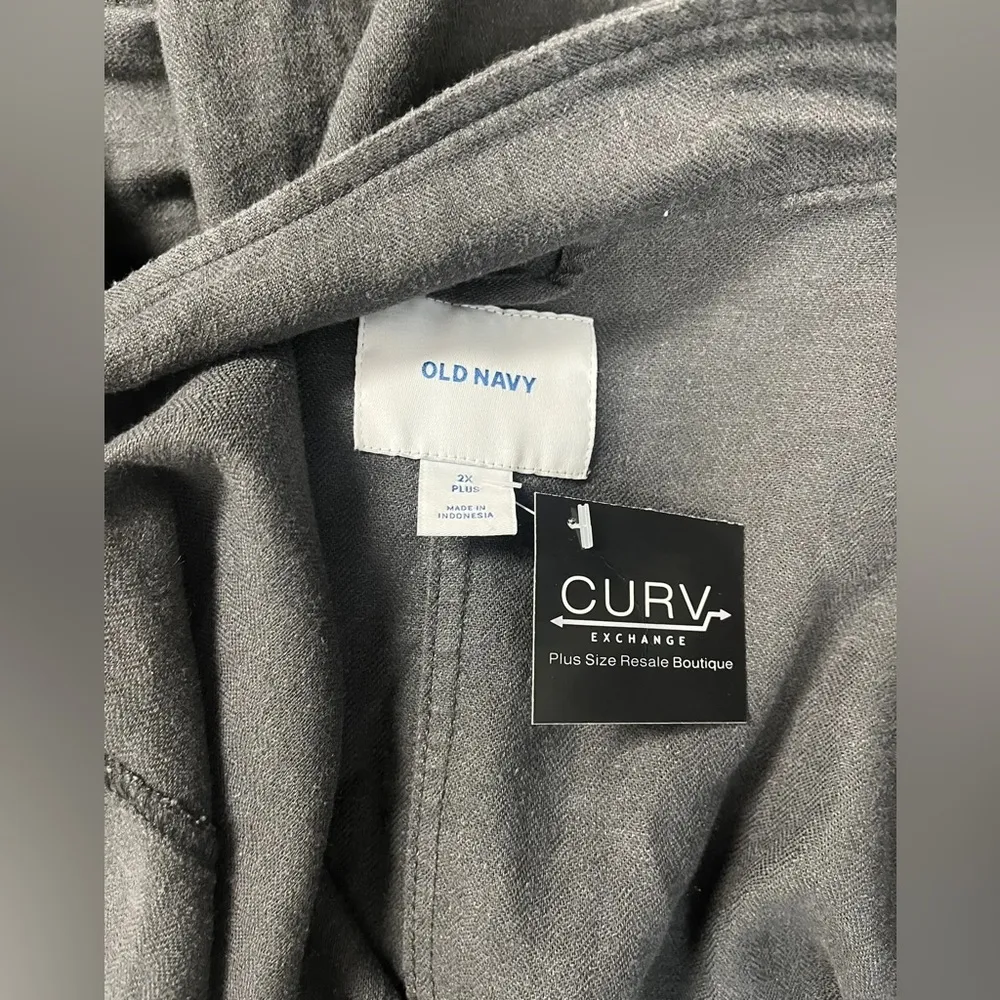 OLD NAVY
2X
PLUS
MADE IN
INDONESIA
CURV
EXCHANGE
Plus Size Resale Boutique